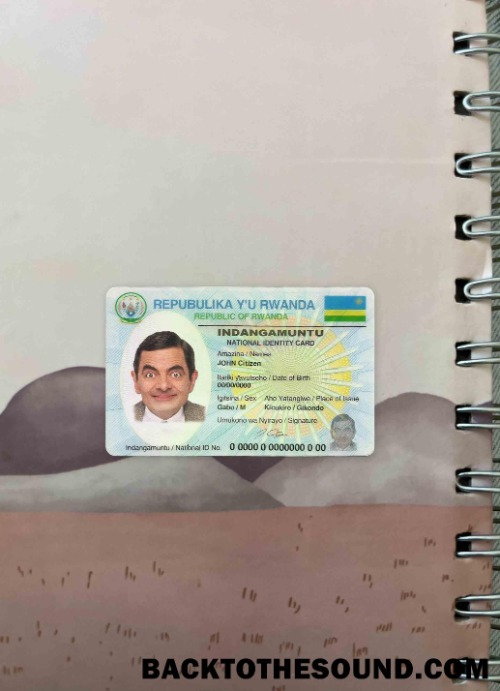 REPUBULIKA Y'U RWANDA
REPUBLIC OF RWANDA
INDANGAMUNTU
NATIONAL IDENTITY CARD
Amazina / Names
JOHN Citizen
Itariki yavutseho / Date of Birth
00/00/0000
Igitsina / Sex Aho Yatangiwe / Place of Issue
Gabo / M Kicukiro / Gikondo
Umukono wa Nyirayo / Signature
Indangamuntu / National ID No. 0 0000 0 0000000 0 00
BACKTOTHESOUND.COM